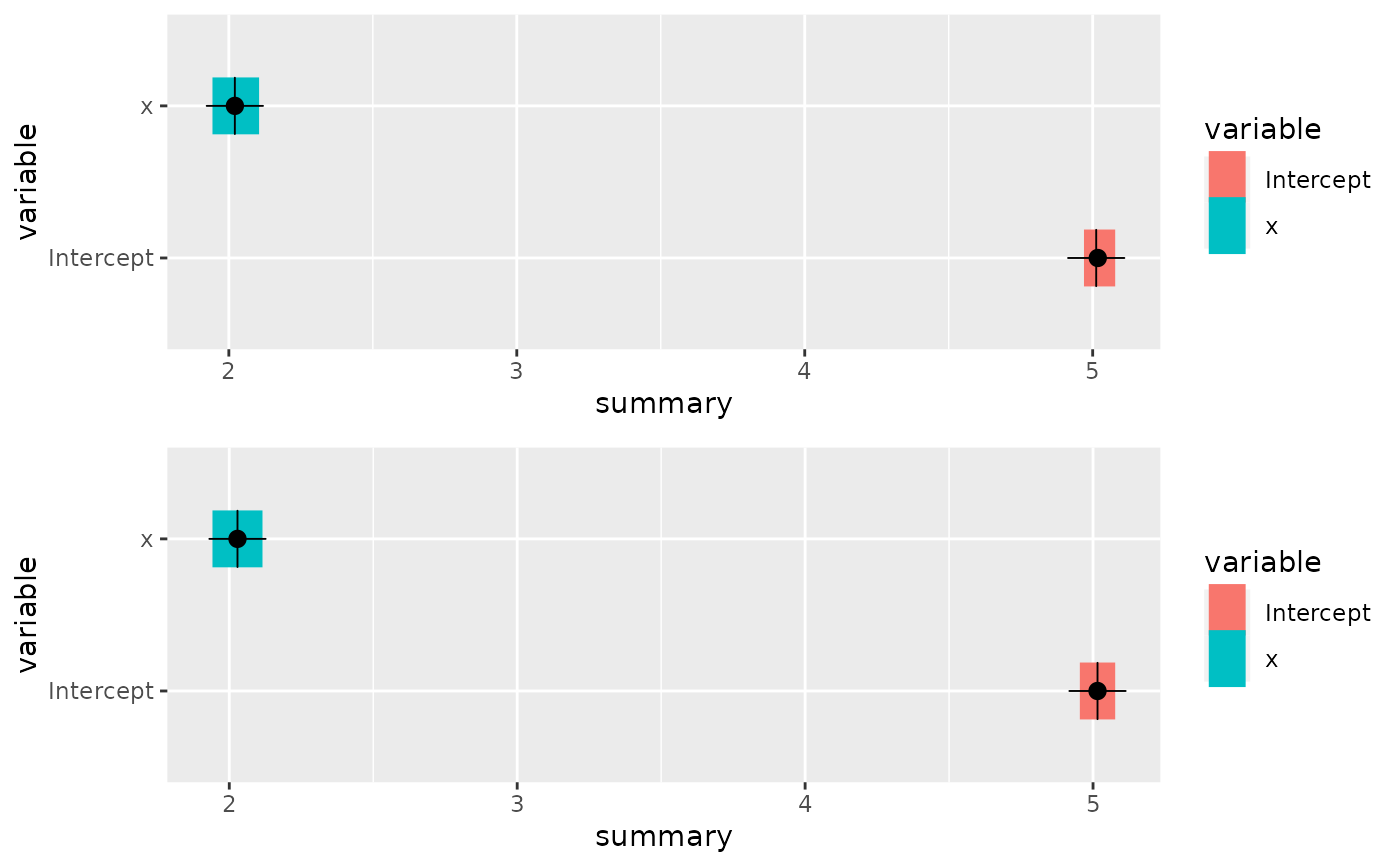 variable
x
Intercept
2 3 4 5
summary
variable
Intercept
x
variable
x
Intercept
2 3 4 5
summary
variable
Intercept
x